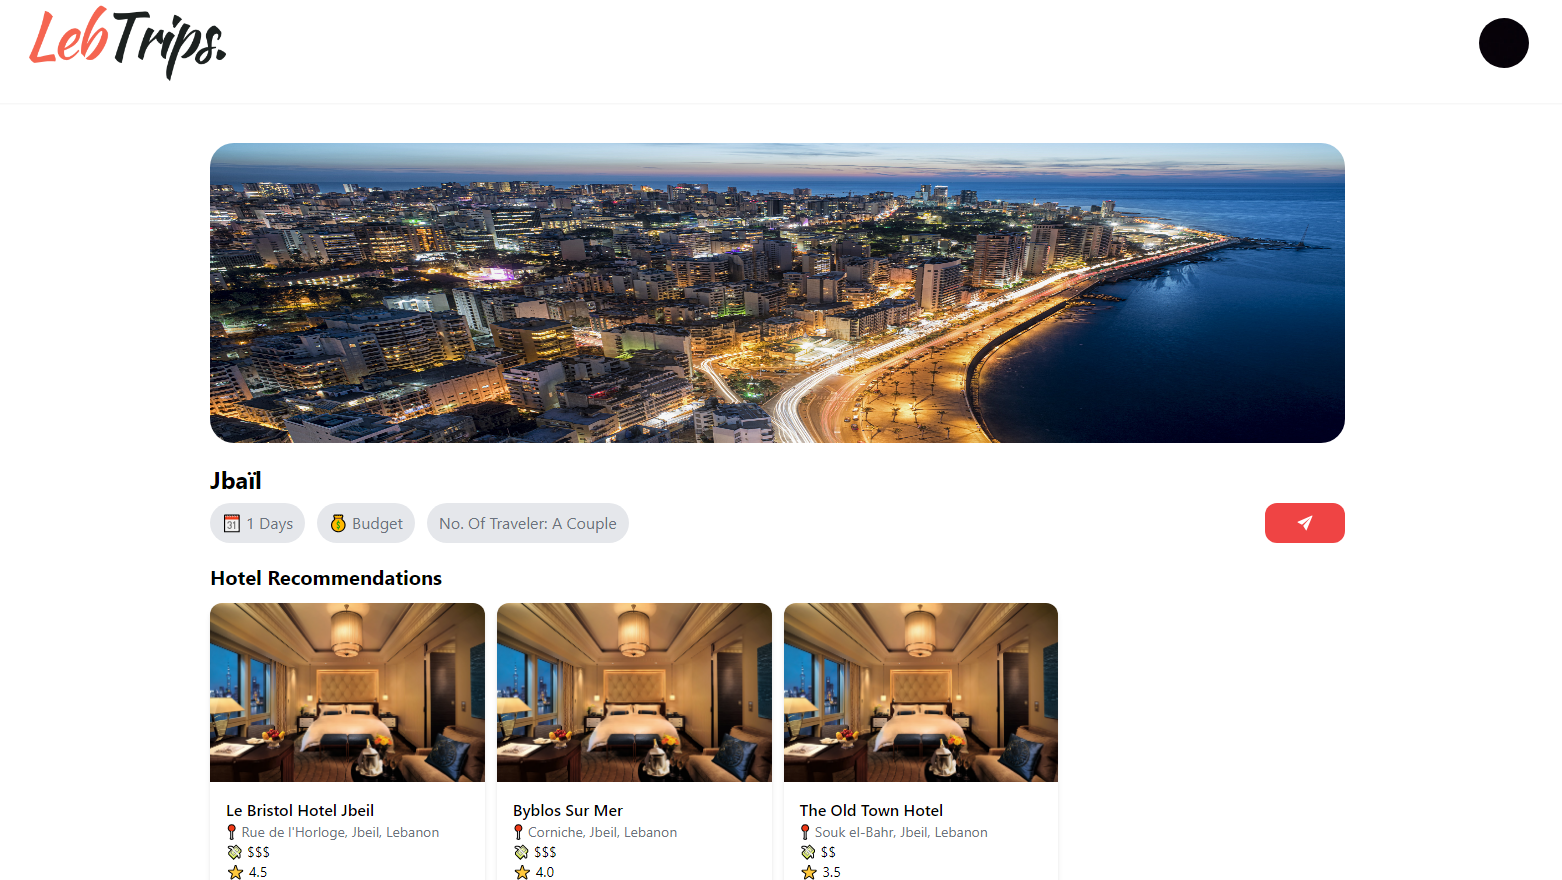 LebTrips.
Jbaïl
1 Days
Budget
No. Of Traveler: A Couple
Hotel Recommendations
Le Bristol Hotel Jbeil
Rue de l'Horloge, Jbeil, Lebanon
$$$
4.5
Byblos Sur Mer
Corniche, Jbeil, Lebanon
$$$
4.0
The Old Town Hotel
Souk el-Bahr, Jbeil, Lebanon
$$
3.5